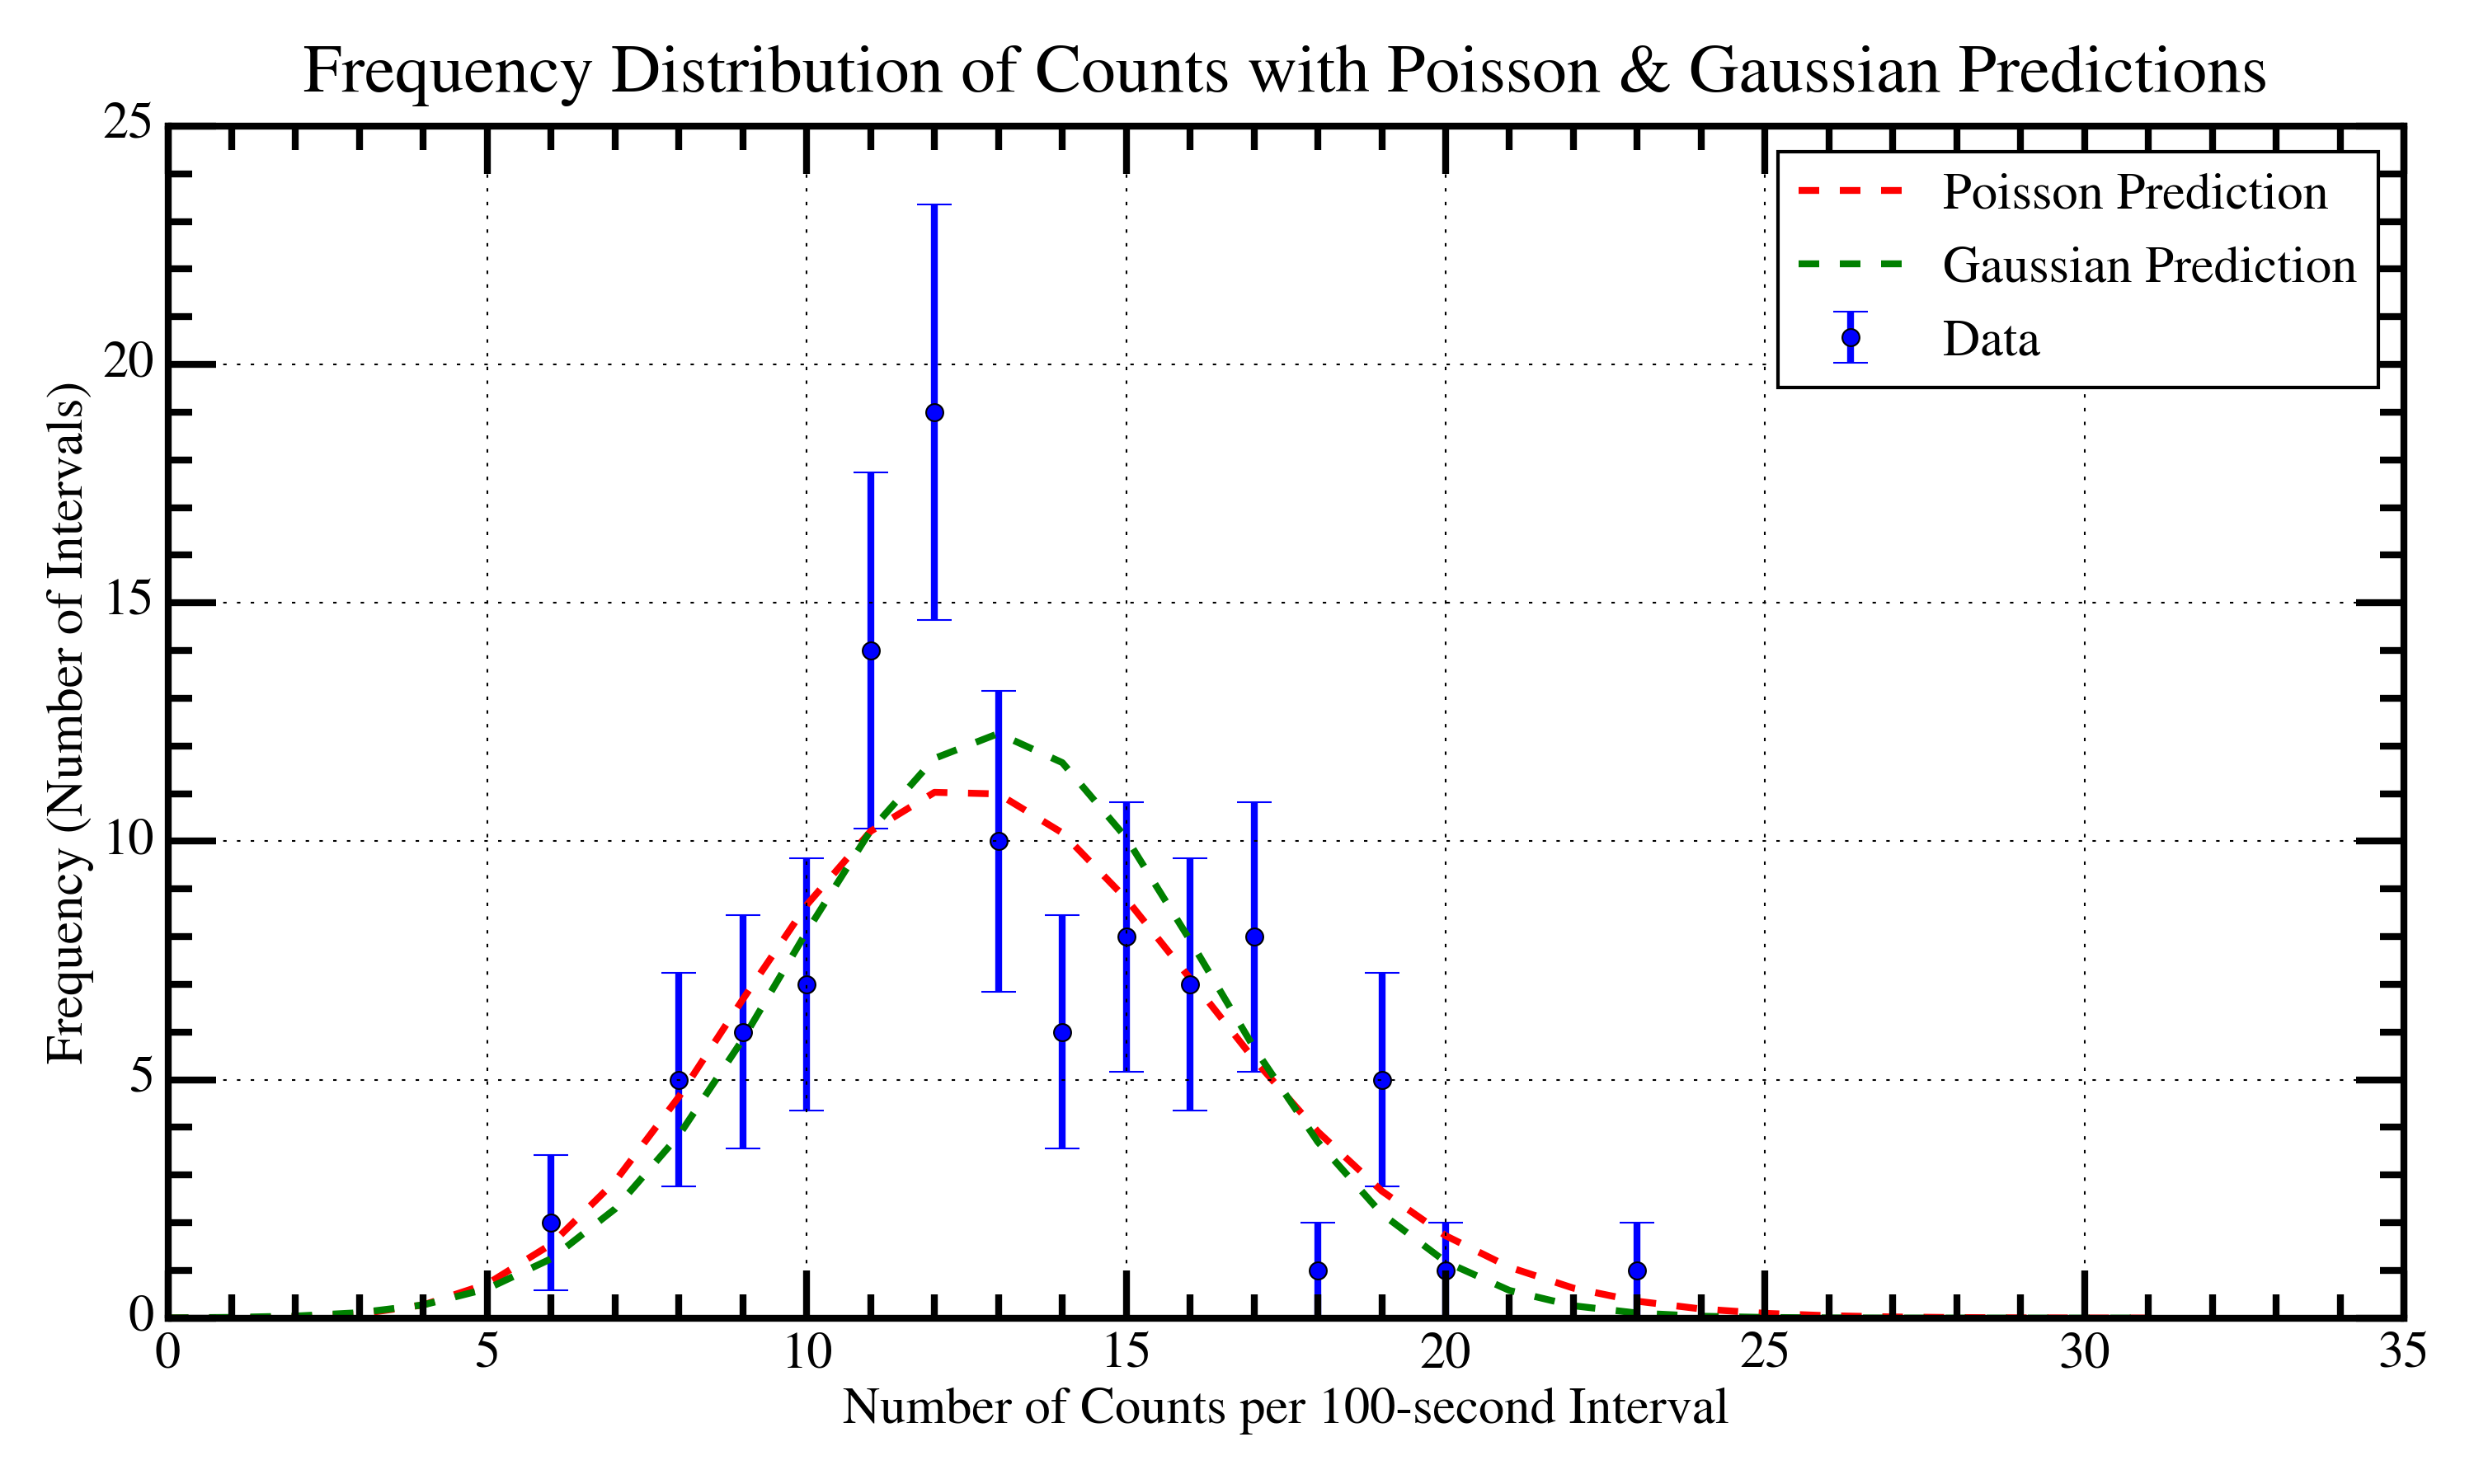 Frequency Distribution of Counts with Poisson & Gaussian Predictions
25
20
15
10
5
0
Frequency (Number of Intervals)
Poisson Prediction
Gaussian Prediction
Data
0 5 10 15 20 25 30 35
Number of Counts per 100-second Interval